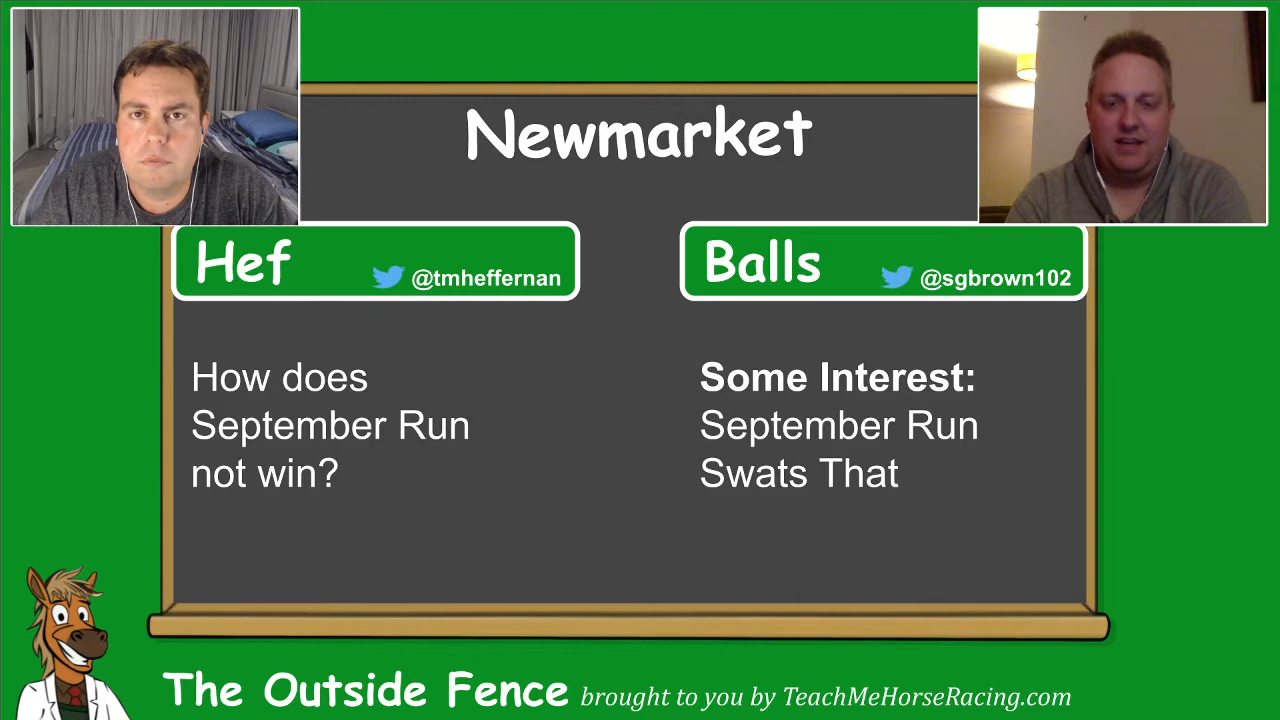 Newmarket
Hef
@tmheffernan
Balls
@sgbrown102
How does
September Run
not win?
Some Interest:
September Run
Swats That
The Outside Fence brought to you by TeachMeHorseRacing.com